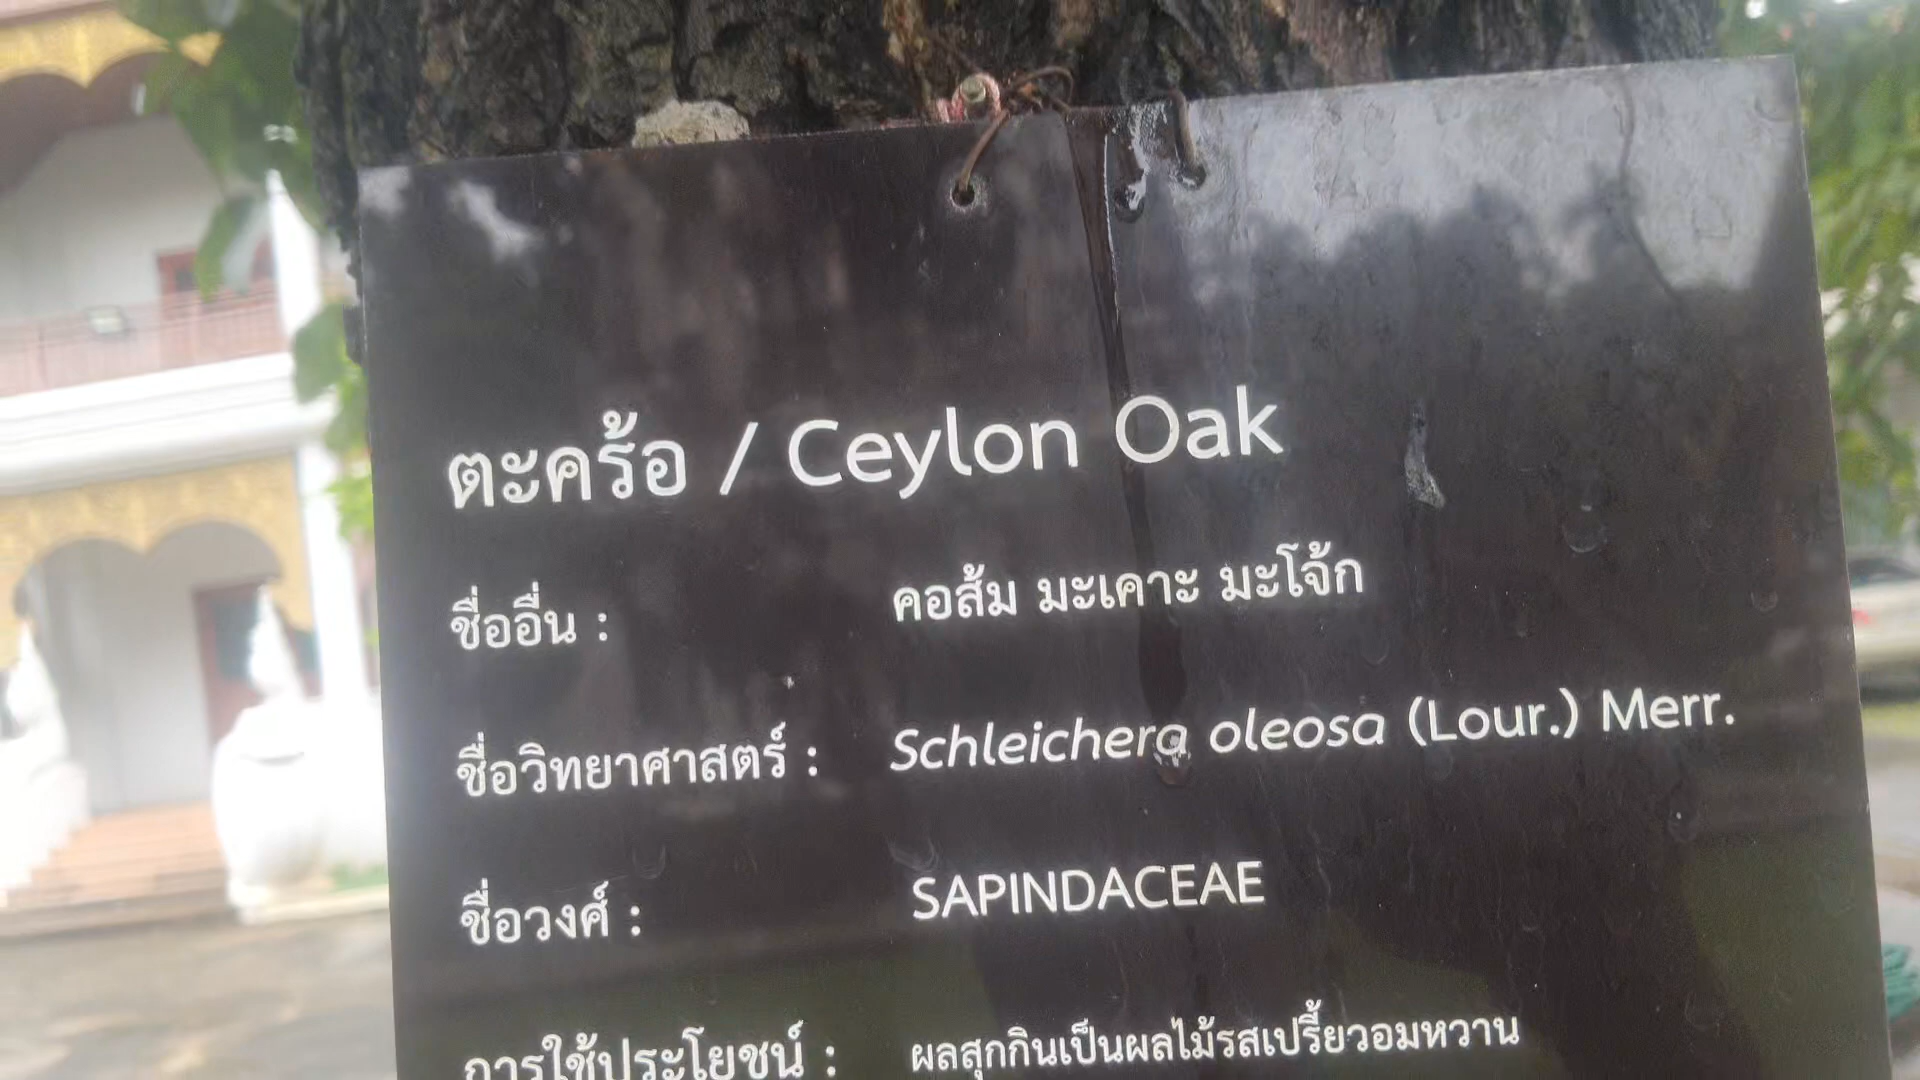 ตะคร้อ / Ceylon Oak
ชื่ออื่น : คอส้ม มะเคาะ มะโจ้ก
ชื่อวิทยาศาสตร์ : Schleichera oleosa (Lour.) Merr.
ชื่อวงศ์ : SAPINDACEAE
การใช้ประโยชน์ : ผลสุกกินเป็นผลไม้รสเปรี้ยวอมหวาน